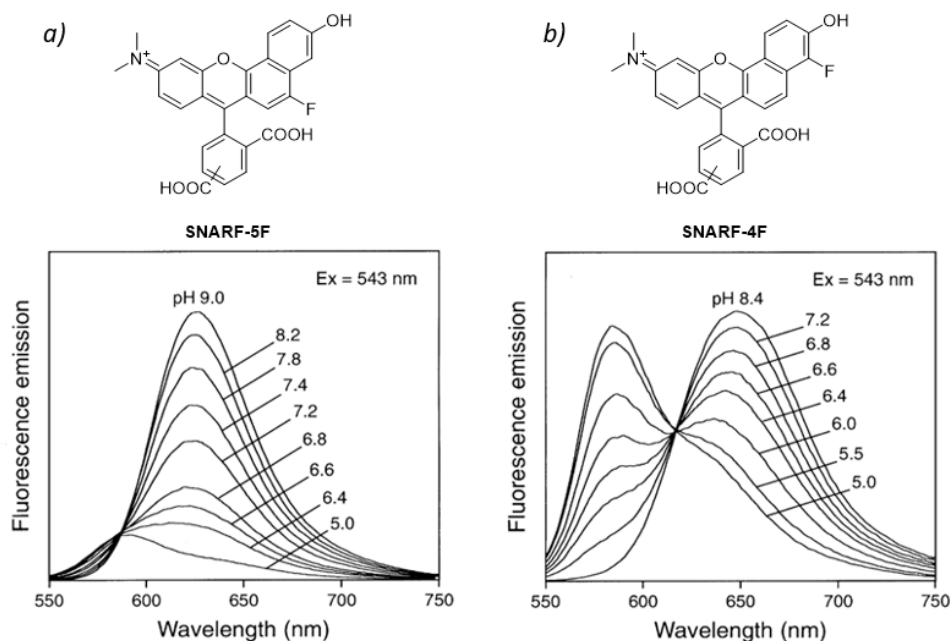 a)
OH
N+
O
F
COOH
HOOC
SNARF-5F
Fluorescence emission
Ex = 543 nm
pH 9.0
8.2
7.8
7.4
7.2
6.8
6.6
6.4
5.0
550 600 650 700 750
Wavelength (nm)
b)
OH
N+
O
F
COOH
HOOC
SNARF-4F
Fluorescence emission
Ex = 543 nm
pH 8.4
7.2
6.8
6.6
6.4
6.0
5.5
5.0
550 600 650 700 750
Wavelength (nm)